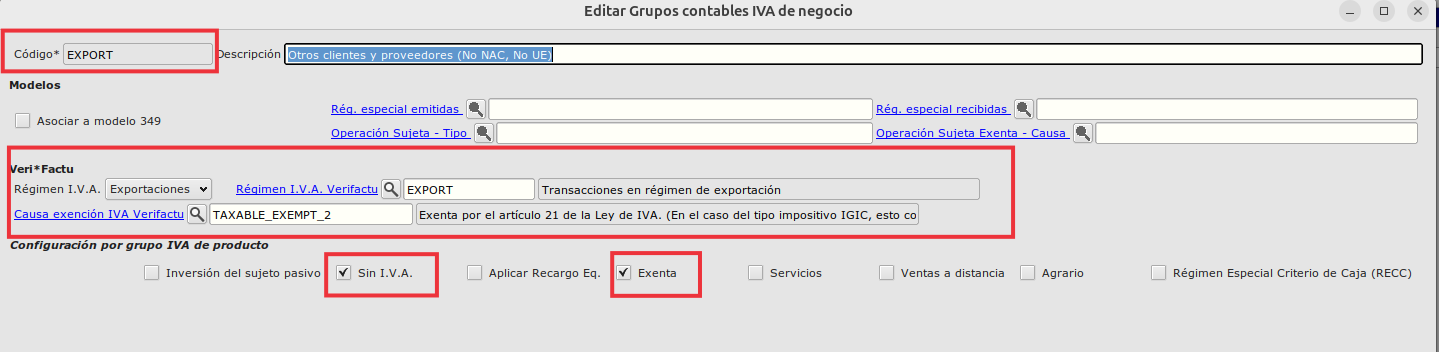 Editar Grupos contables IVA de negocio
Código* EXPORT Descripción Otros clientes y proveedores (No NAC, No UE)
Modelos
Asociar a modelo 349
Rég. especial emitidas Rég. especial recibidas
Operación Sujeta - Tipo Operación Sujeta Exenta - Causa
Veri*Factu
Régimen I.V.A. Exportaciones Régimen I.V.A. Verifactu EXPORT Transacciones en régimen de exportación
Causa exención IVA Verifactu TAXABLE_EXEMPT_2 Exenta por el artículo 21 de la Ley de IVA. (En el caso del tipo impositivo IGIC, esto co
Configuración por grupo IVA de producto
Inversión del sujeto pasivo Sin I.V.A. Aplicar Recargo Eq. Exenta Servicios Ventas a distancia Agrario Régimen Especial Criterio de Caja (RECC)